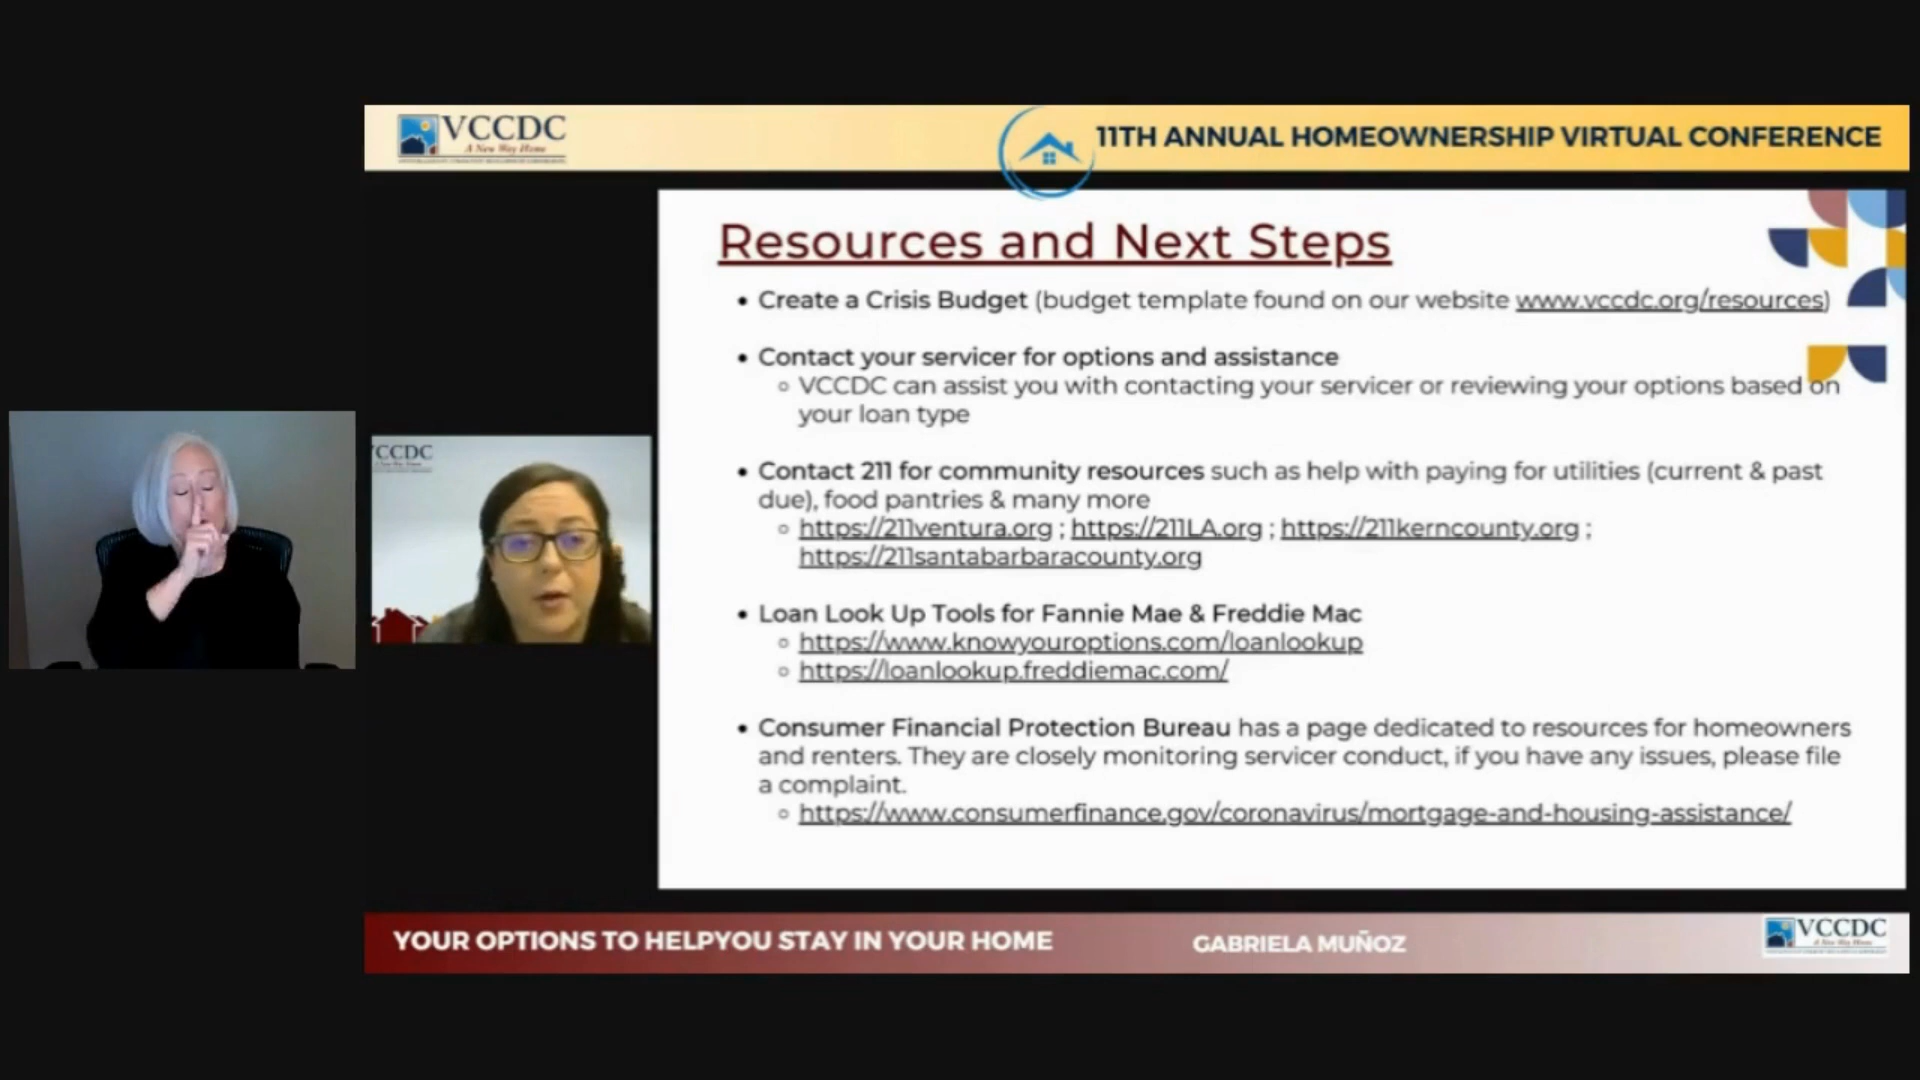 VCCDC
A New Way Home
11TH ANNUAL HOMEOWNERSHIP VIRTUAL CONFERENCE
Resources and Next Steps
• Create a Crisis Budget (budget template found on our website www.vccdc.org/resources)
• Contact your servicer for options and assistance
○ VCCDC can assist you with contacting your servicer or reviewing your options based on
your loan type
• Contact 211 for community resources such as help with paying for utilities (current & past
due), food pantries & many more
○ https://211ventura.org ; https://211LA.org ; https://211kerncounty.org ;
https://211santabarbaracounty.org
• Loan Look Up Tools for Fannie Mae & Freddie Mac
○ https://www.knowyouroptions.com/loanlookup
○ https://loanlookup.freddiemac.com/
• Consumer Financial Protection Bureau has a page dedicated to resources for homeowners
and renters. They are closely monitoring servicer conduct, if you have any issues, please file
a complaint.
○ https://www.consumerfinance.gov/coronavirus/mortgage-and-housing-assistance/
VCCDC
YOUR OPTIONS TO HELPYOU STAY IN YOUR HOME
GABRIELA MUÑOZ
VCCDC
A New Way Home